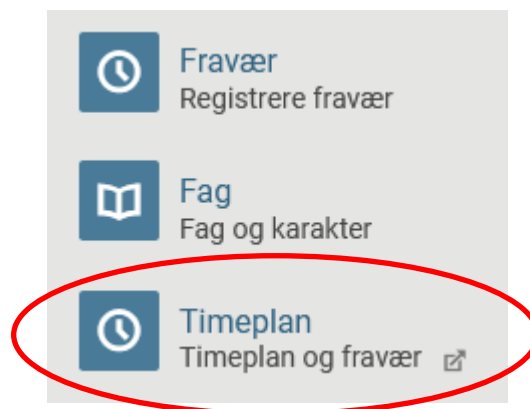 Fravær
Registrere fravær
Fag
Fag og karakter
Timeplan
Timeplan og fravær